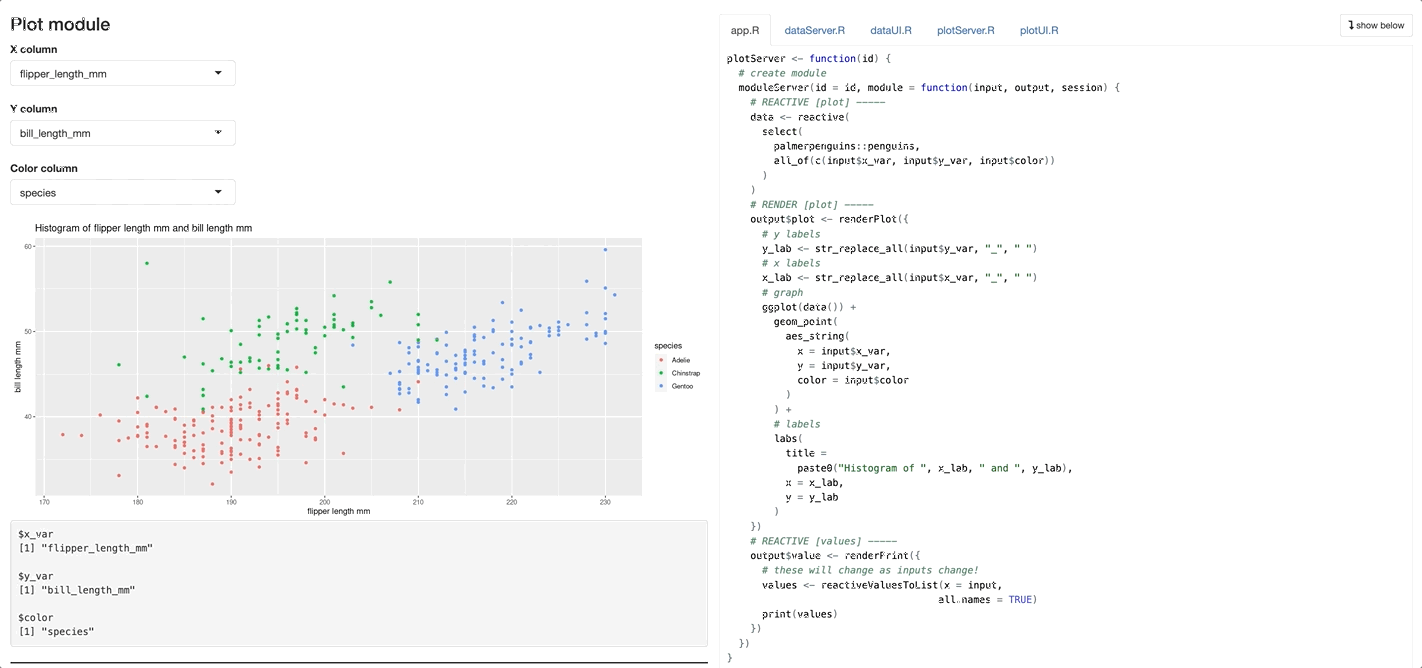 Plot module
X column
flipper_length_mm
Y column
bill_length_mm
Color column
species
Histogram of flipper length mm and bill length mm
60
50
40
bill length mm
170 180 190 200 210 220 230
flipper length mm
species
Adelie
Chinstrap
Gentoo
$x_var
[1] "flipper_length_mm"
$y_var
[1] "bill_length_mm"
$color
[1] "species"
app.R dataServer.R dataUI.R plotServer.R plotUI.R
show below
plotServer <- function(id) {
  # create module
  moduleServer(id = id, module = function(input, output, session) {
    # REACTIVE [plot] -----
    data <- reactive(
      select(
        palmerpenguins::penguins,
        all_of(c(input$x_var, input$y_var, input$color))
      )
    )
    # RENDER [plot] -----
    output$plot <- renderPlot({
      # y labels
      y_lab <- str_replace_all(input$y_var, "_", " ")
      # x labels
      x_lab <- str_replace_all(input$x_var, "_", " ")
      # graph
      ggplot(data()) +
        geom_point(
          aes_string(
            x = input$x_var,
            y = input$y_var,
            color = input$color
          )
        ) +
        # labels
        labs(
          title =
            paste0("Histogram of ", x_lab, " and ", y_lab),
          x = x_lab,
          y = y_lab
        )
    })
    # REACTIVE [values] -----
    output$value <- renderPrint({
      # these will change as inputs change!
      values <- reactiveValuesToList(x = input,
                                     all.names = TRUE)
      print(values)
    })
  })
}